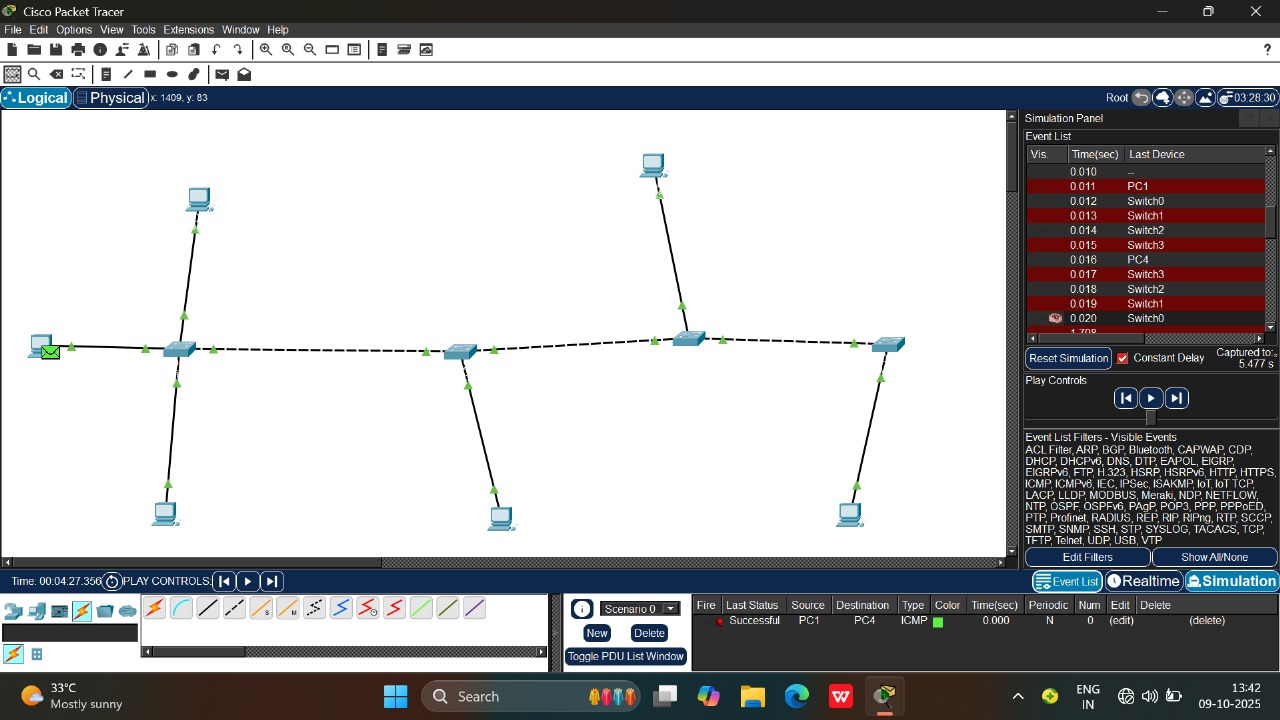 Cisco Packet Tracer
File Edit Options View Tools Extensions Window Help
?
Logical Physical x: 1409, y: 83 Root 03:28:30
Simulation Panel
Event List
Vis. Time(sec) Last Device
0.010 --
0.011 PC1
0.012 Switch0
0.013 Switch1
0.014 Switch2
0.015 Switch3
0.016 PC4
0.017 Switch3
0.018 Switch2
0.019 Switch1
0.020 Switch0
Reset Simulation Constant Delay Captured to:
5.477 s
Play Controls
Event List Filters - Visible Events
ACL Filter, ARP, BGP, Bluetooth, CAPWAP, CDP,
DHCP, DHCPv6, DNS, DTP, EAPOL, EIGRP,
EIGRPv6, FTP, H.323, HSRP, HSRPv6, HTTP, HTTPS,
ICMP, ICMPv6, IEC, IPSec, ISAKMP, IoT, IoT TCP,
LACP, LLDP, MODBUS, Meraki, NDP, NETFLOW,
NTP, OSPF, OSPFv6, PAgP, POP3, PPP, PPPoED,
PTP, Profinet, RADIUS, REP, RIP, RIPng, RTP, SCCP,
SMTP, SNMP, SSH, STP, SYSLOG, TACACS, TCP,
TFTP, Telnet, UDP, USB, VTP
Edit Filters Show All/None
Time: 00:04:27.356 PLAY CONTROLS: Event List Realtime Simulation
Scenario 0
New Delete
Toggle PDU List Window
Fire Last Status Source Destination Type Color Time(sec) Periodic Num Edit Delete
Successful PC1 PC4 ICMP 0.000 N 0 (edit) (delete)
33°C
Mostly sunny
Search
ENG
IN
13:42
09-10-2025